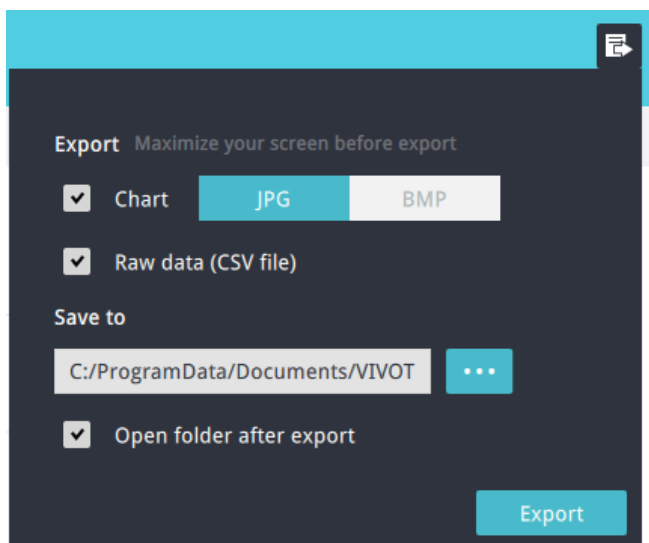 Export Maximize your screen before export
Chart JPG BMP
Raw data (CSV file)
Save to
C:/ProgramData/Documents/VIVOT
Open folder after export
Export